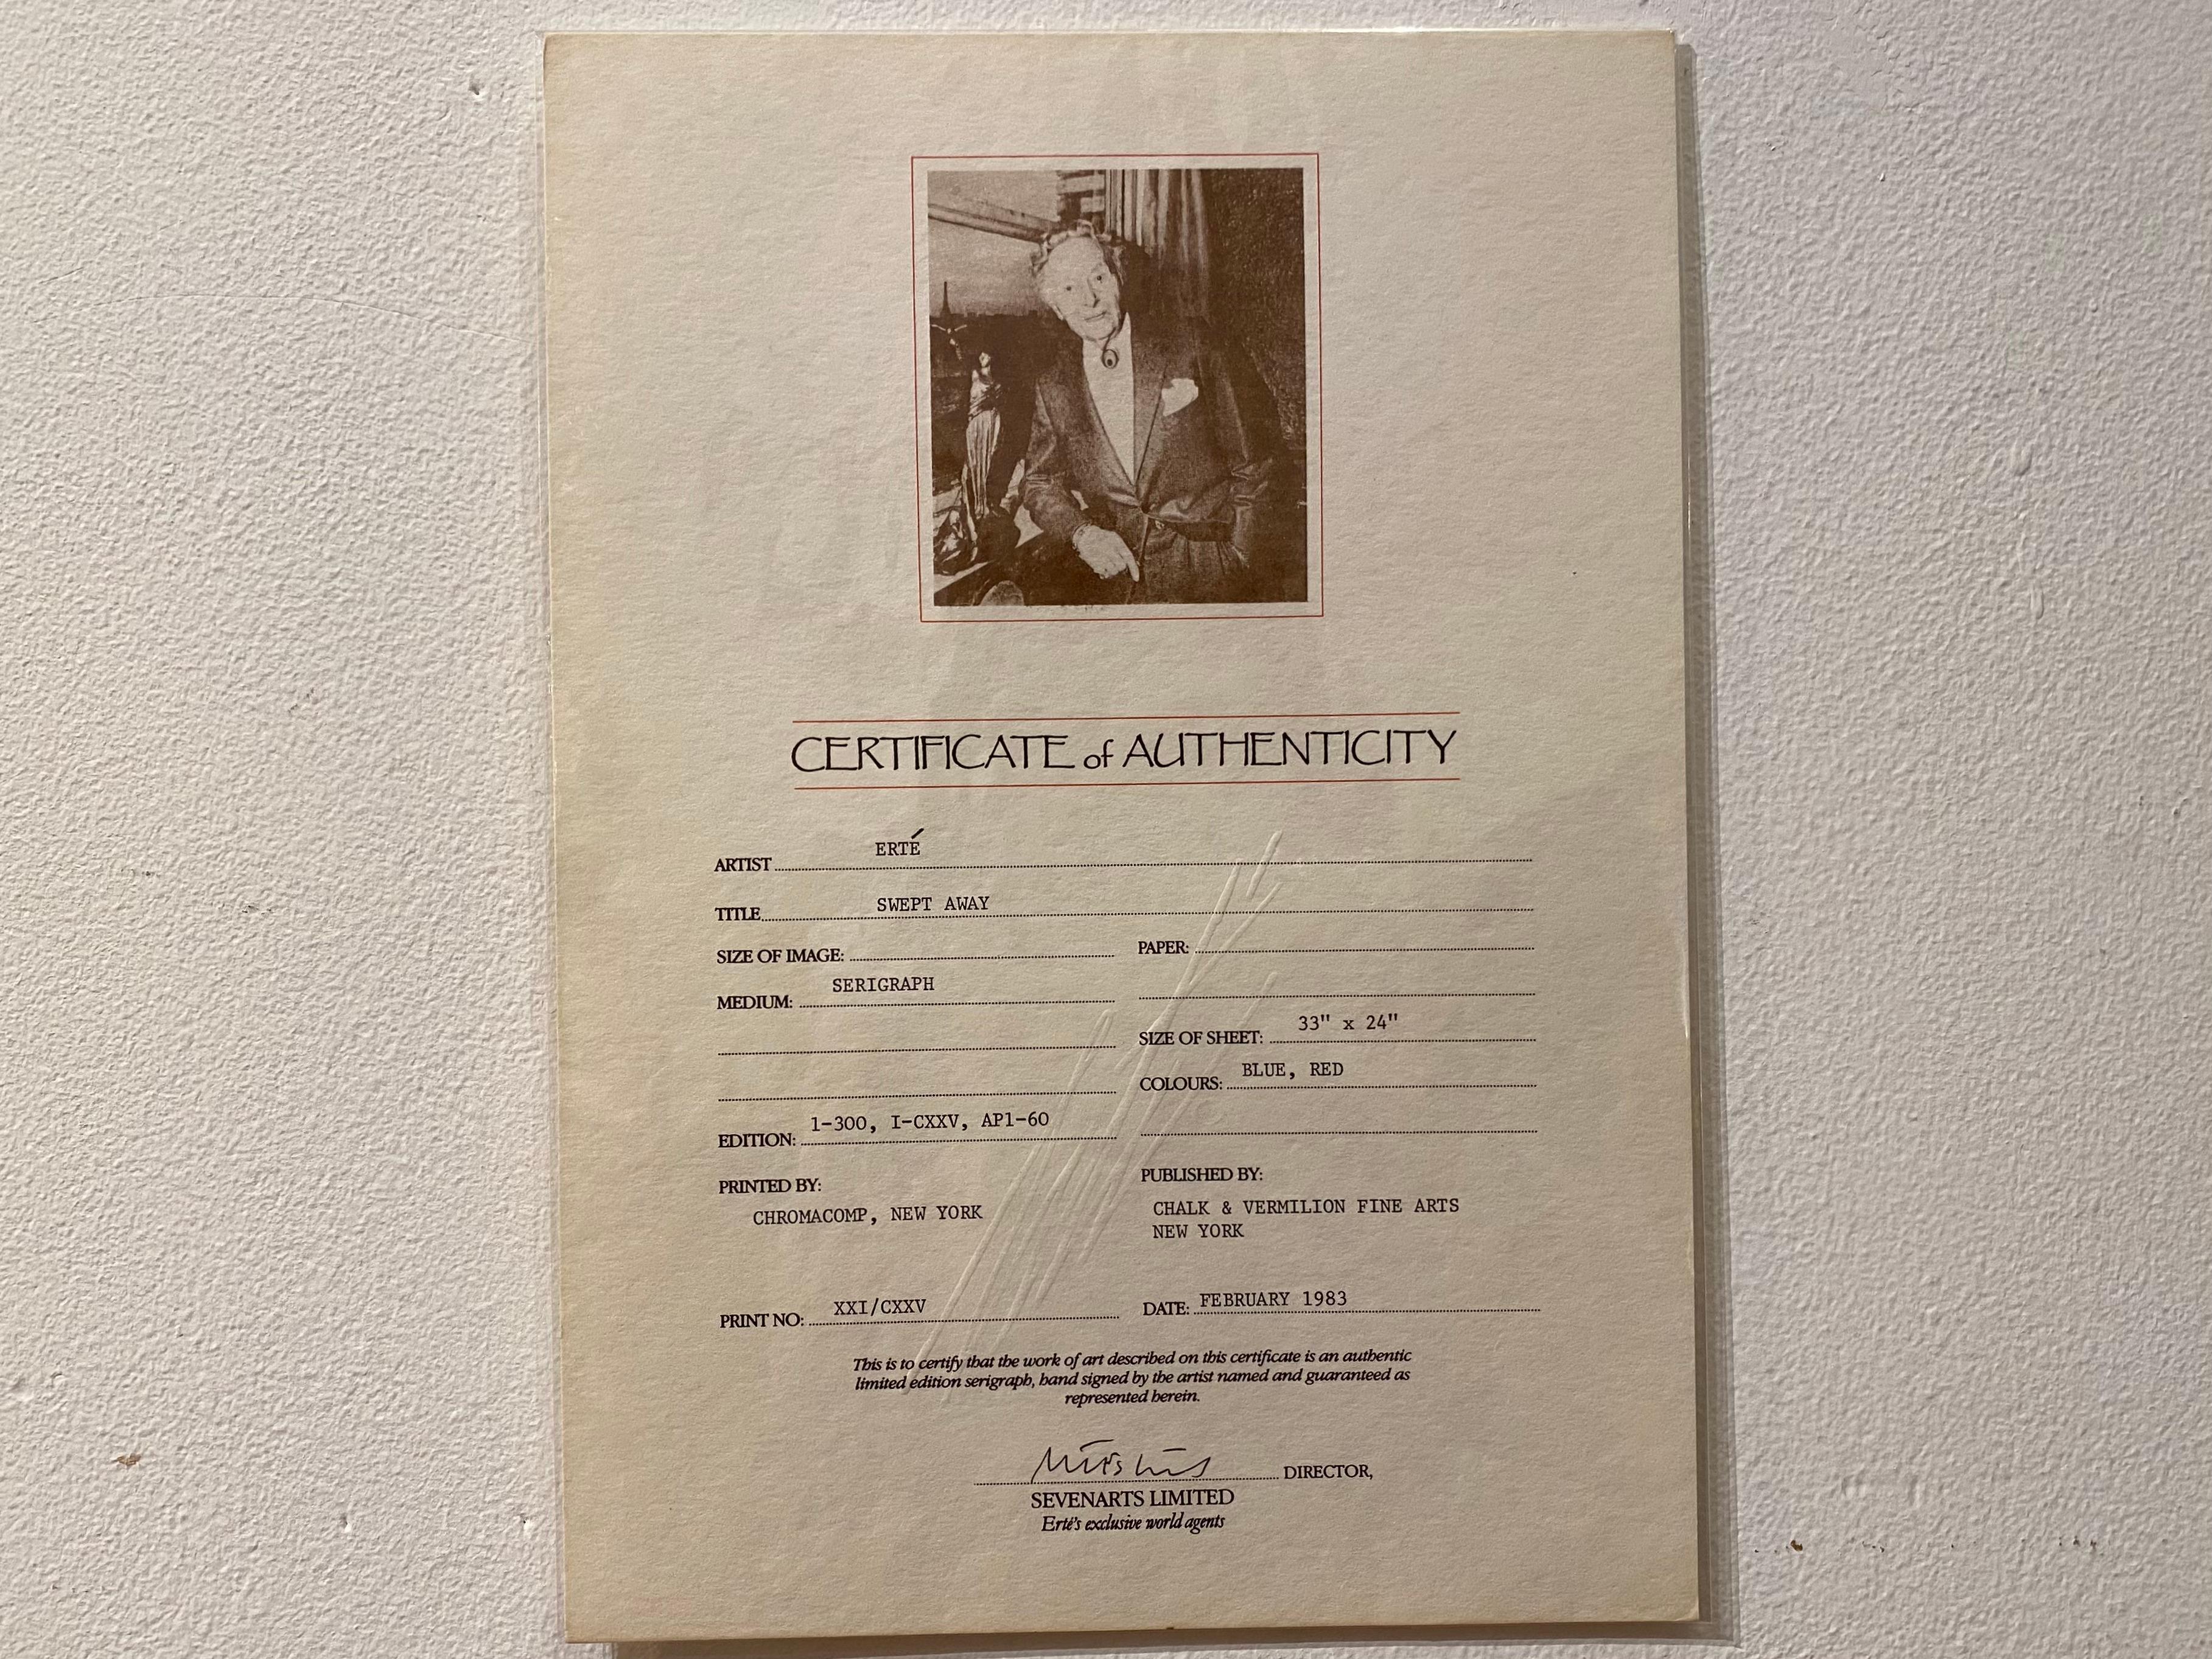 CERTIFICATE of AUTHENTICITY
ARTIST ERTÉ
TITLE SWEPT AWAY
SIZE OF IMAGE:
PAPER:
MEDIUM: SERIGRAPH
SIZE OF SHEET: 33" x 24"
COLOURS: BLUE, RED
EDITION: 1-300, I-CXXV, AP1-60
PRINTED BY:
CHROMACOMP, NEW YORK
PUBLISHED BY:
CHALK & VERMILION FINE ARTS
NEW YORK
PRINT NO: XXI/CXXV
DATE: FEBRUARY 1983
This is to certify that the work of art described on this certificate is an authentic
limited edition serigraph, hand signed by the artist named and guaranteed as
represented herein.
DIRECTOR,
SEVENARTS LIMITED
Erté's exclusive world agents